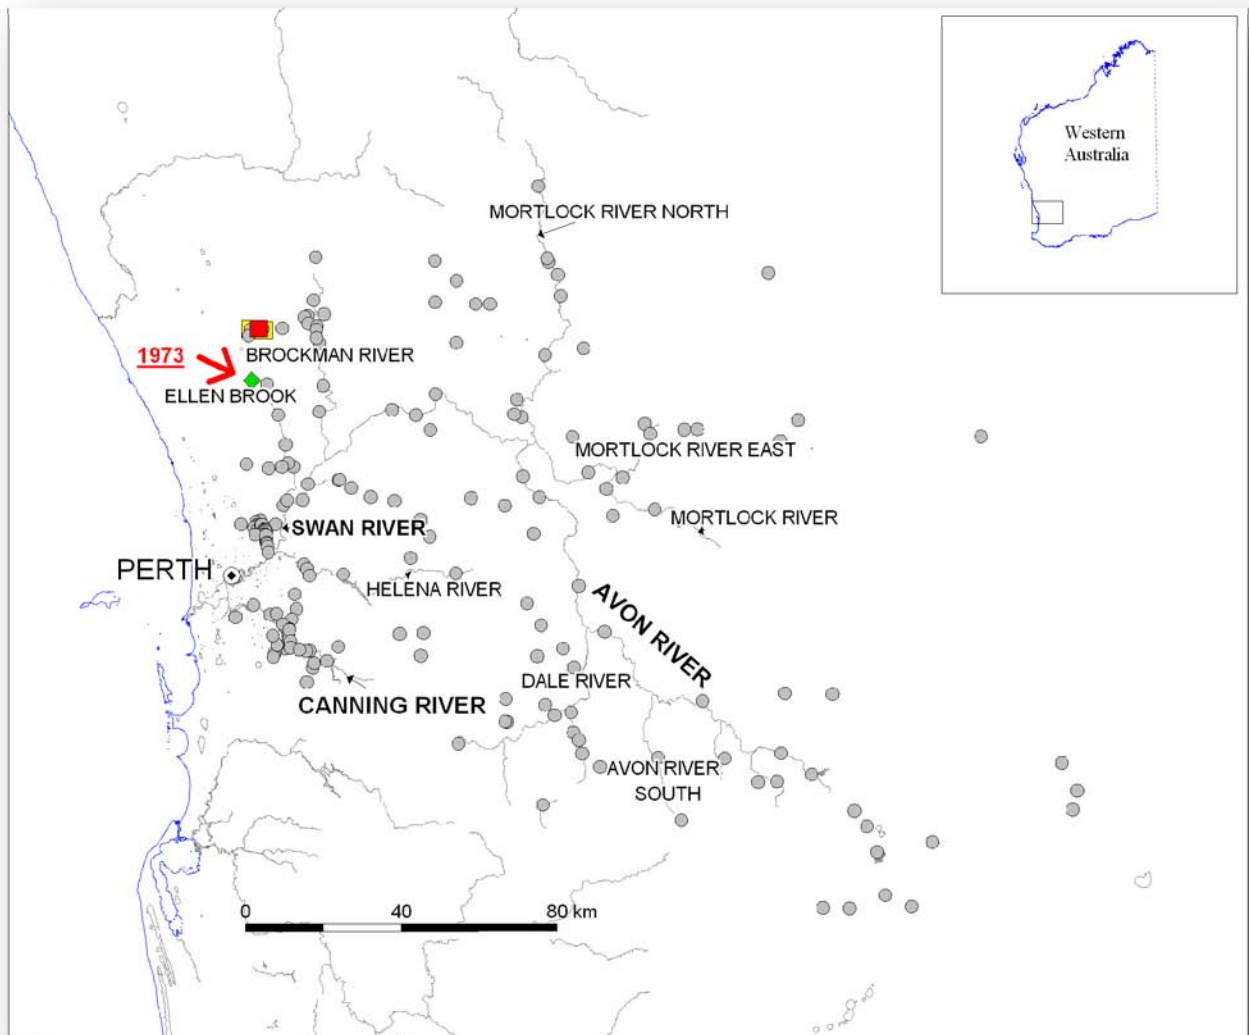 Western
Australia
MORTLOCK RIVER NORTH
1973
BROCKMAN RIVER
ELLEN BROOK
MORTLOCK RIVER EAST
SWAN RIVER
MORTLOCK RIVER
PERTH
HELENA RIVER
AVON RIVER
DALE RIVER
CANNING RIVER
AVON RIVER
SOUTH
0 40 80 km